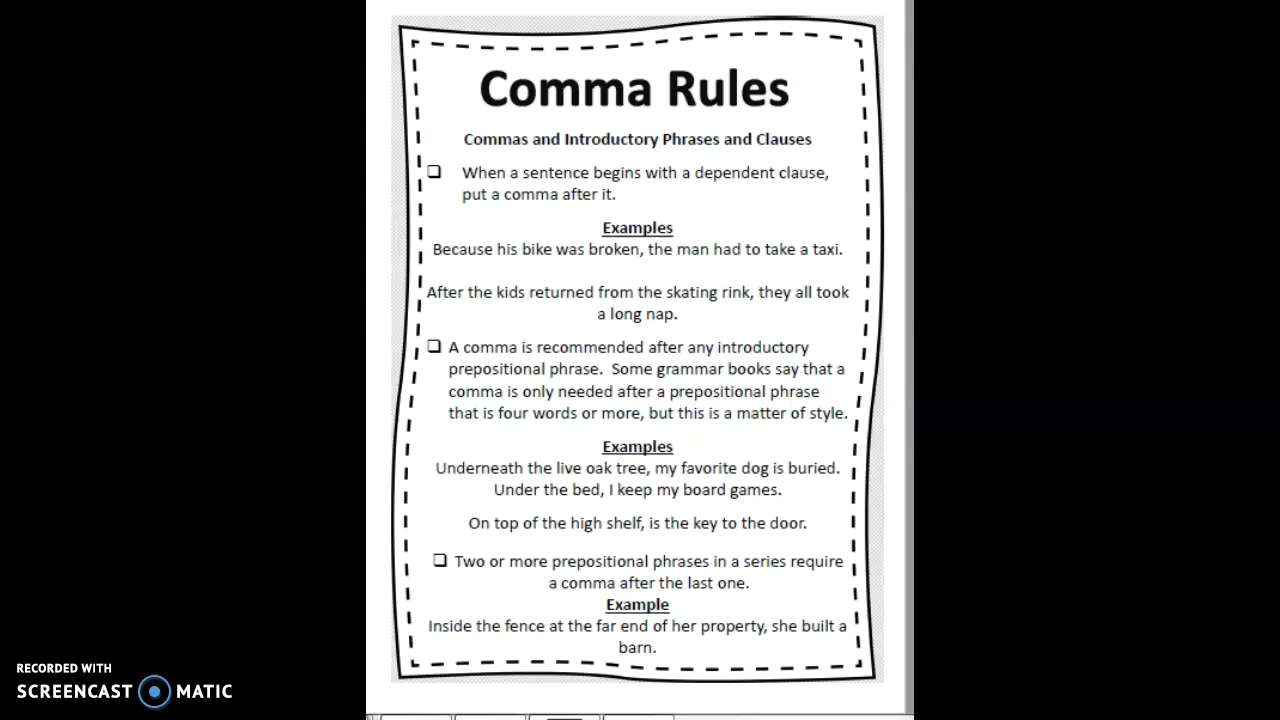 Comma Rules
Commas and Introductory Phrases and Clauses
❑ When a sentence begins with a dependent clause,
put a comma after it.
Examples
Because his bike was broken, the man had to take a taxi.
After the kids returned from the skating rink, they all took
a long nap.
❑ A comma is recommended after any introductory
prepositional phrase.  Some grammar books say that a
comma is only needed after a prepositional phrase
that is four words or more, but this is a matter of style.
Examples
Underneath the live oak tree, my favorite dog is buried.
Under the bed, I keep my board games.
On top of the high shelf, is the key to the door.
❑ Two or more prepositional phrases in a series require
a comma after the last one.
Example
Inside the fence at the far end of her property, she built a
barn.
RECORDED WITH
SCREENCAST MATIC